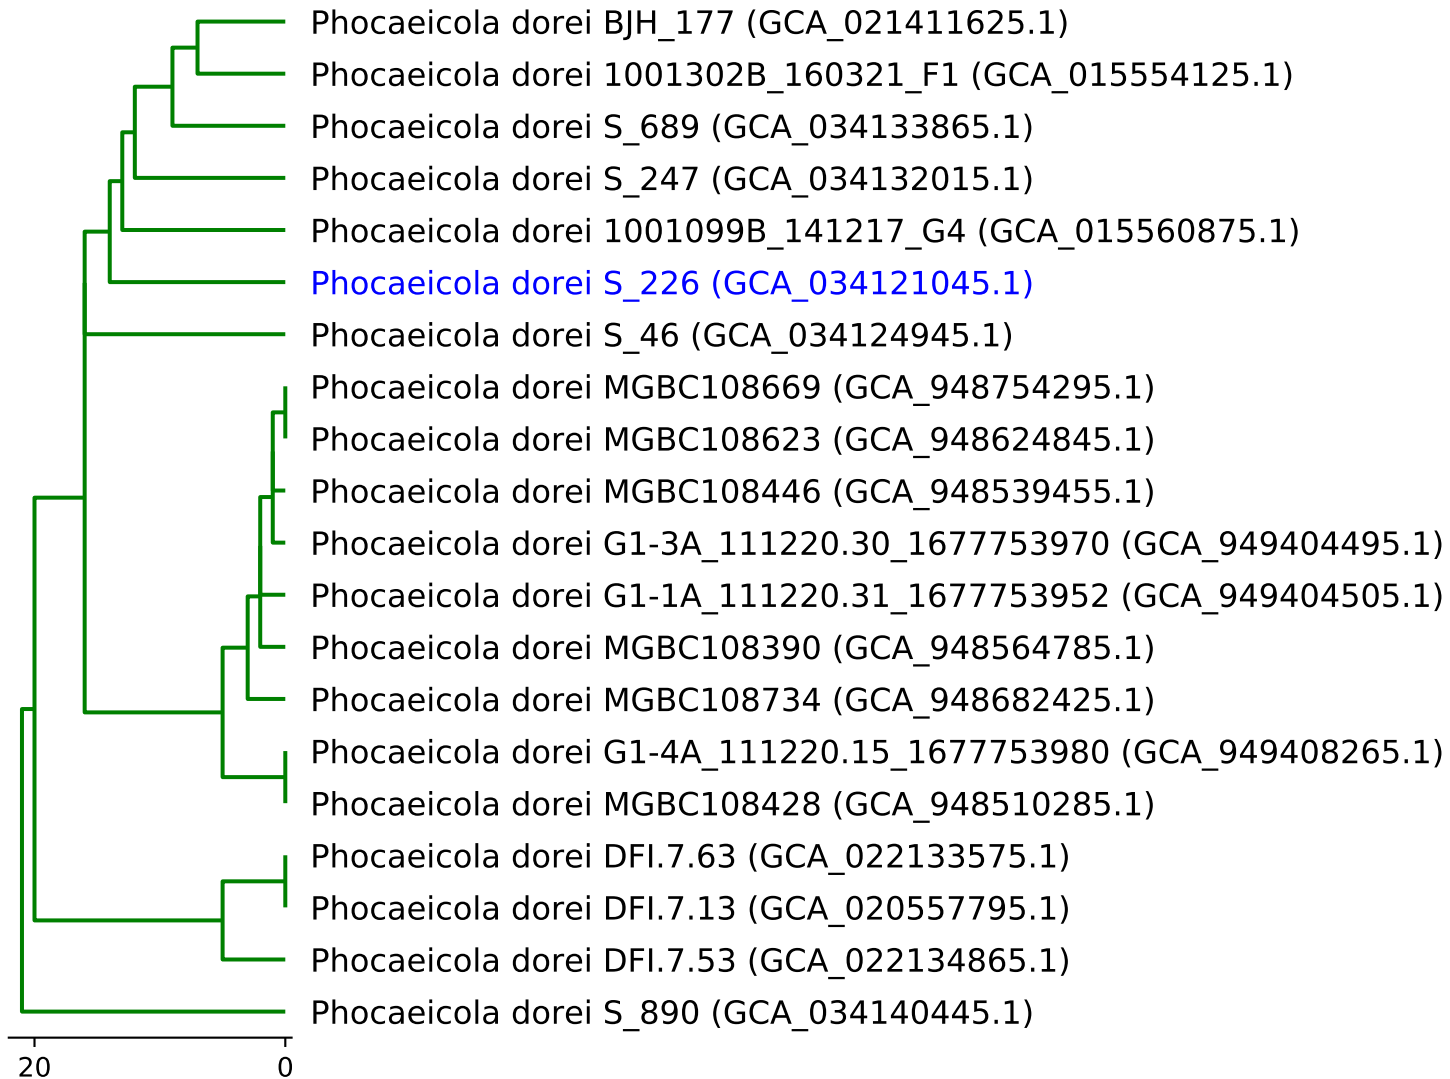 Phocaeicola dorei BJH_177 (GCA_021411625.1)
Phocaeicola dorei 1001302B_160321_F1 (GCA_015554125.1)
Phocaeicola dorei S_689 (GCA_034133865.1)
Phocaeicola dorei S_247 (GCA_034132015.1)
Phocaeicola dorei 1001099B_141217_G4 (GCA_015560875.1)
Phocaeicola dorei S_226 (GCA_034121045.1)
Phocaeicola dorei S_46 (GCA_034124945.1)
Phocaeicola dorei MGBC108669 (GCA_948754295.1)
Phocaeicola dorei MGBC108623 (GCA_948624845.1)
Phocaeicola dorei MGBC108446 (GCA_948539455.1)
Phocaeicola dorei G1-3A_111220.30_1677753970 (GCA_949404495.1)
Phocaeicola dorei G1-1A_111220.31_1677753952 (GCA_949404505.1)
Phocaeicola dorei MGBC108390 (GCA_948564785.1)
Phocaeicola dorei MGBC108734 (GCA_948682425.1)
Phocaeicola dorei G1-4A_111220.15_1677753980 (GCA_949408265.1)
Phocaeicola dorei MGBC108428 (GCA_948510285.1)
Phocaeicola dorei DFI.7.63 (GCA_022133575.1)
Phocaeicola dorei DFI.7.13 (GCA_020557795.1)
Phocaeicola dorei DFI.7.53 (GCA_022134865.1)
Phocaeicola dorei S_890 (GCA_034140445.1)
20 0